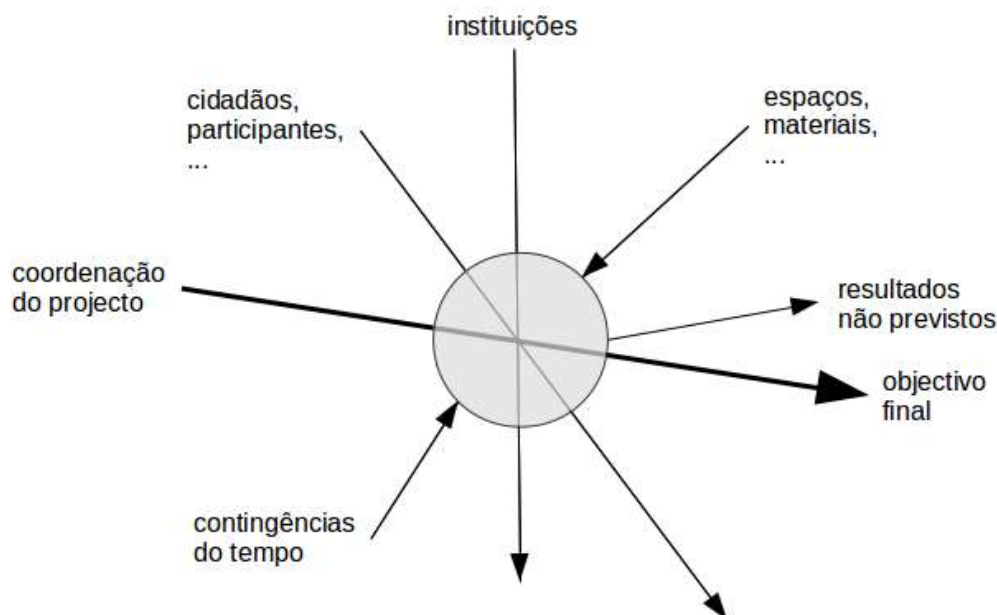 instituições
cidadãos,
participantes,
...
espaços,
materiais,
...
coordenação
do projecto
resultados
não previstos
objectivo
final
contingências
do tempo